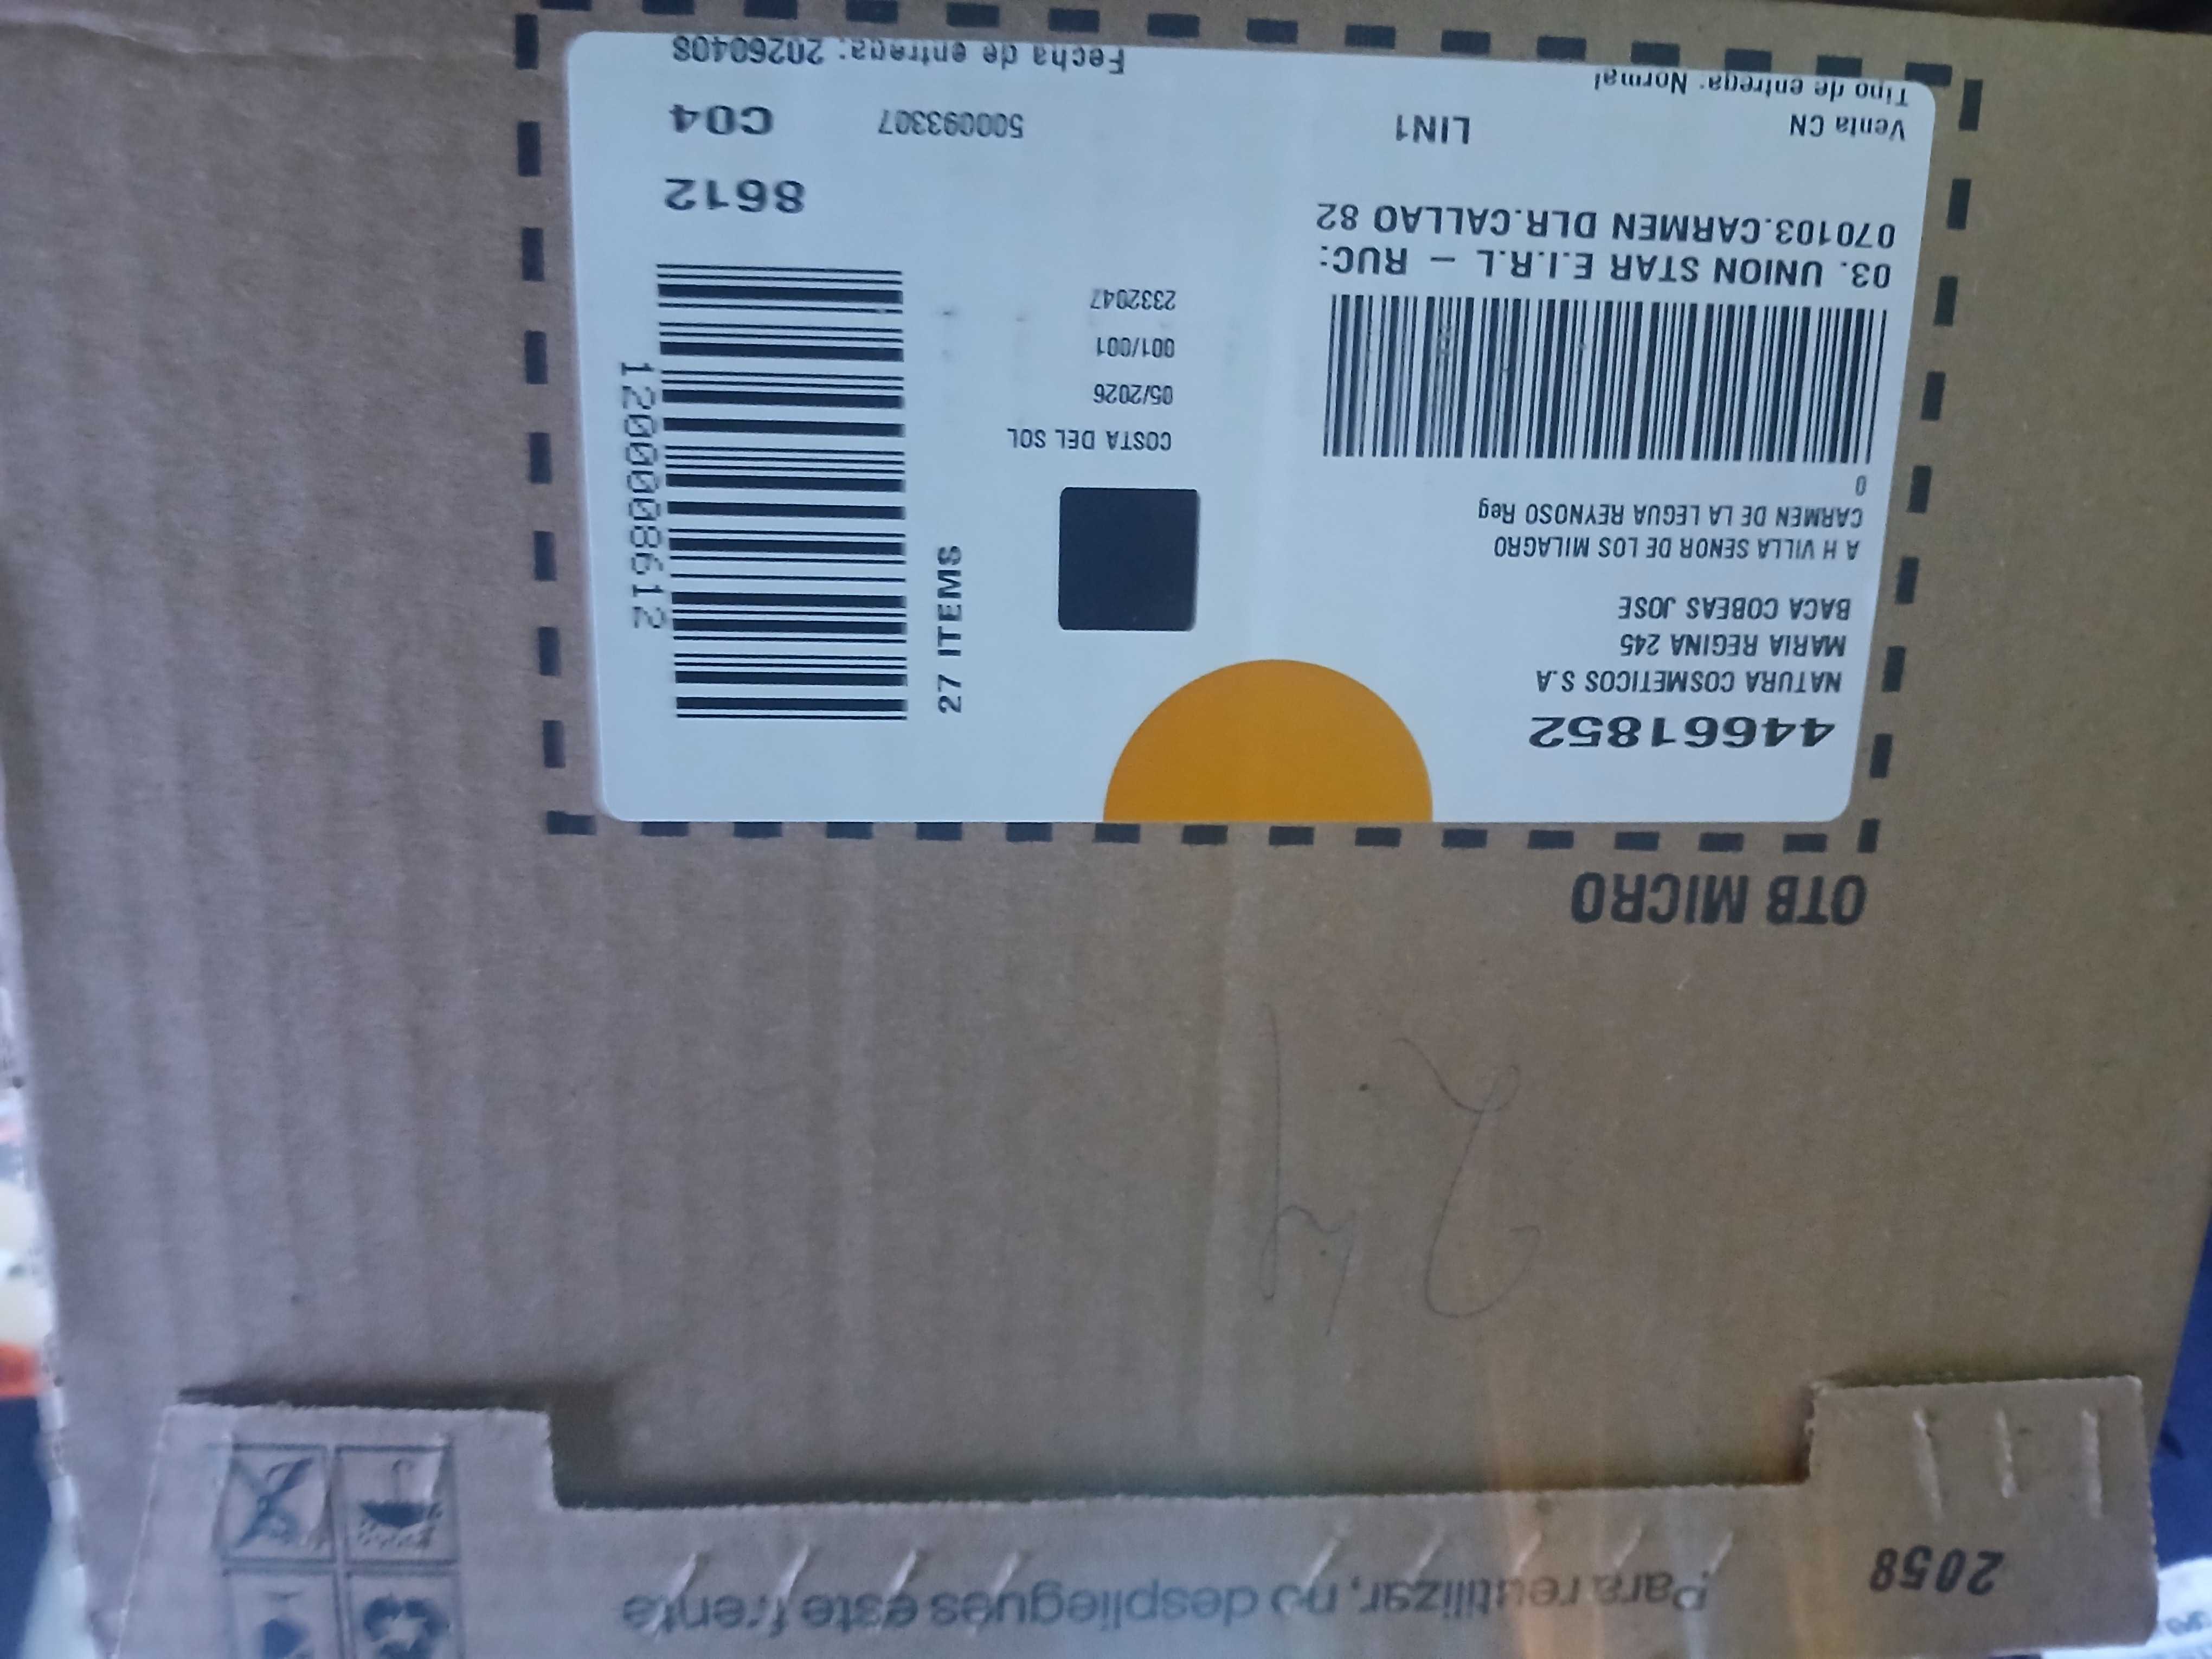 2058
Para reutilizar, no despliegues este frente
OTB MICRO
44661852
NATURA COSMETICOS S.A
MARIA REGINA 245
BACA COBEAS JOSE
A H VILLA SENOR DE LOS MILAGRO
CARMEN DE LA LEGUA REYNOSO Reg
0
03. UNION STAR E.I.R.L - RUC:
070103.CARMEN DLR.CALLAO 82
Venta CN
LIN1
Tipo de entrega: Normal
COSTA DEL SOL
05/2026
001/001
2332047
27 ITEMS
1200008612
8612
500093307
C04
Fecha de entrega: 20260408